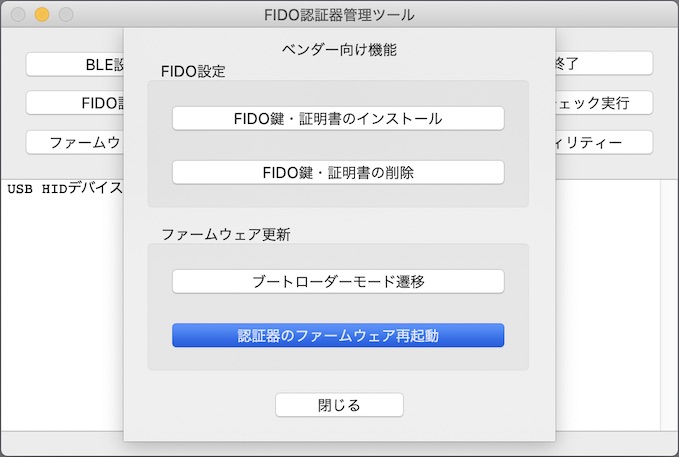 FIDO認証器管理ツール
ベンダー向け機能
BLE設
FIDO設定
終了
FIDO鍵・証明書のインストール
FIDO
ェック実行
FIDO鍵・証明書の削除
ファームウ
ィリティー
USB HIDデバイス
ファームウェア更新
ブートローダーモード遷移
認証器のファームウェア再起動
閉じる